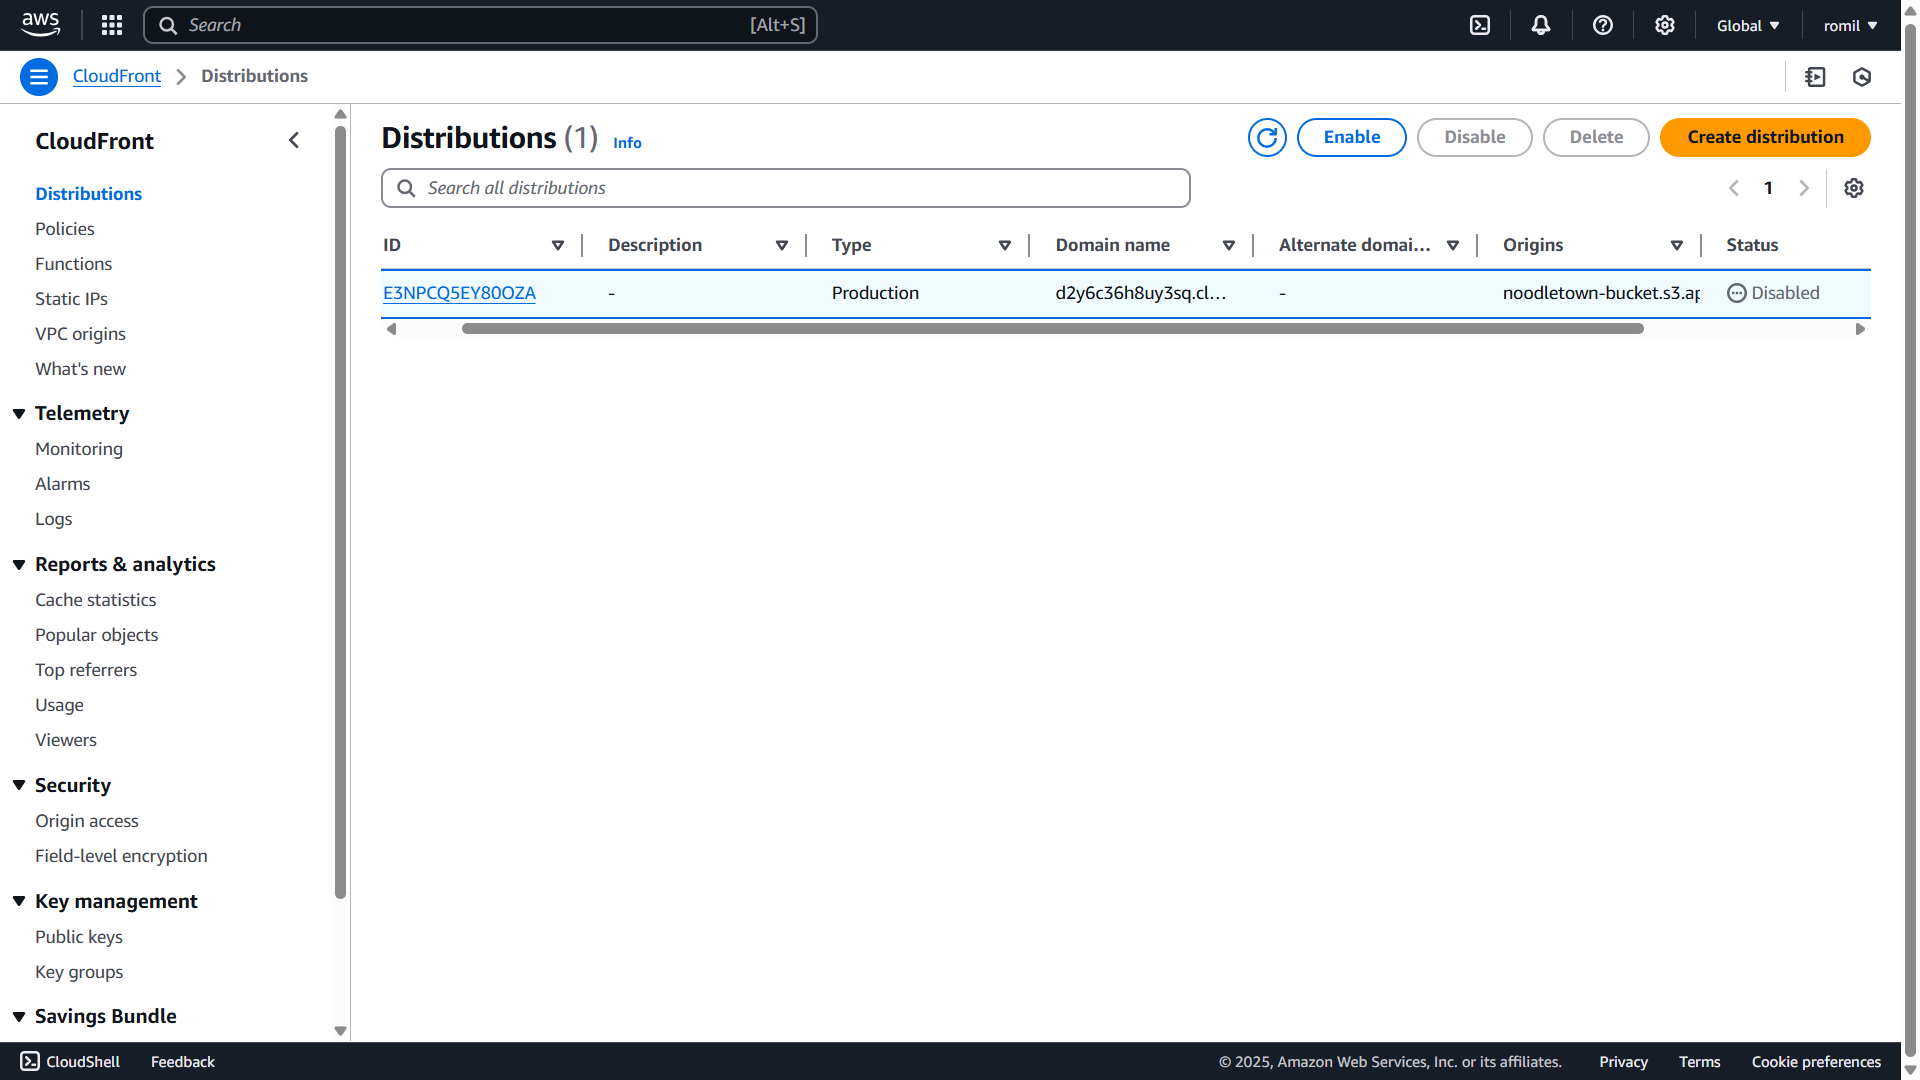 aws
Search [Alt+S]
Global
romil
CloudFront
Distributions
CloudFront
Distributions
Policies
Functions
Static IPs
VPC origins
What's new
Telemetry
Monitoring
Alarms
Logs
Reports & analytics
Cache statistics
Popular objects
Top referrers
Usage
Viewers
Security
Origin access
Field-level encryption
Key management
Public keys
Key groups
Savings Bundle
Distributions (1) Info
Enable
Disable
Delete
Create distribution
Search all distributions
1
ID Description Type Domain name Alternate domai... Origins Status
E3NPCQ5EY80OZA - Production d2y6c36h8uy3sq.cl... - noodletown-bucket.s3.ap Disabled
CloudShell Feedback © 2025, Amazon Web Services, Inc. or its affiliates. Privacy Terms Cookie preferences